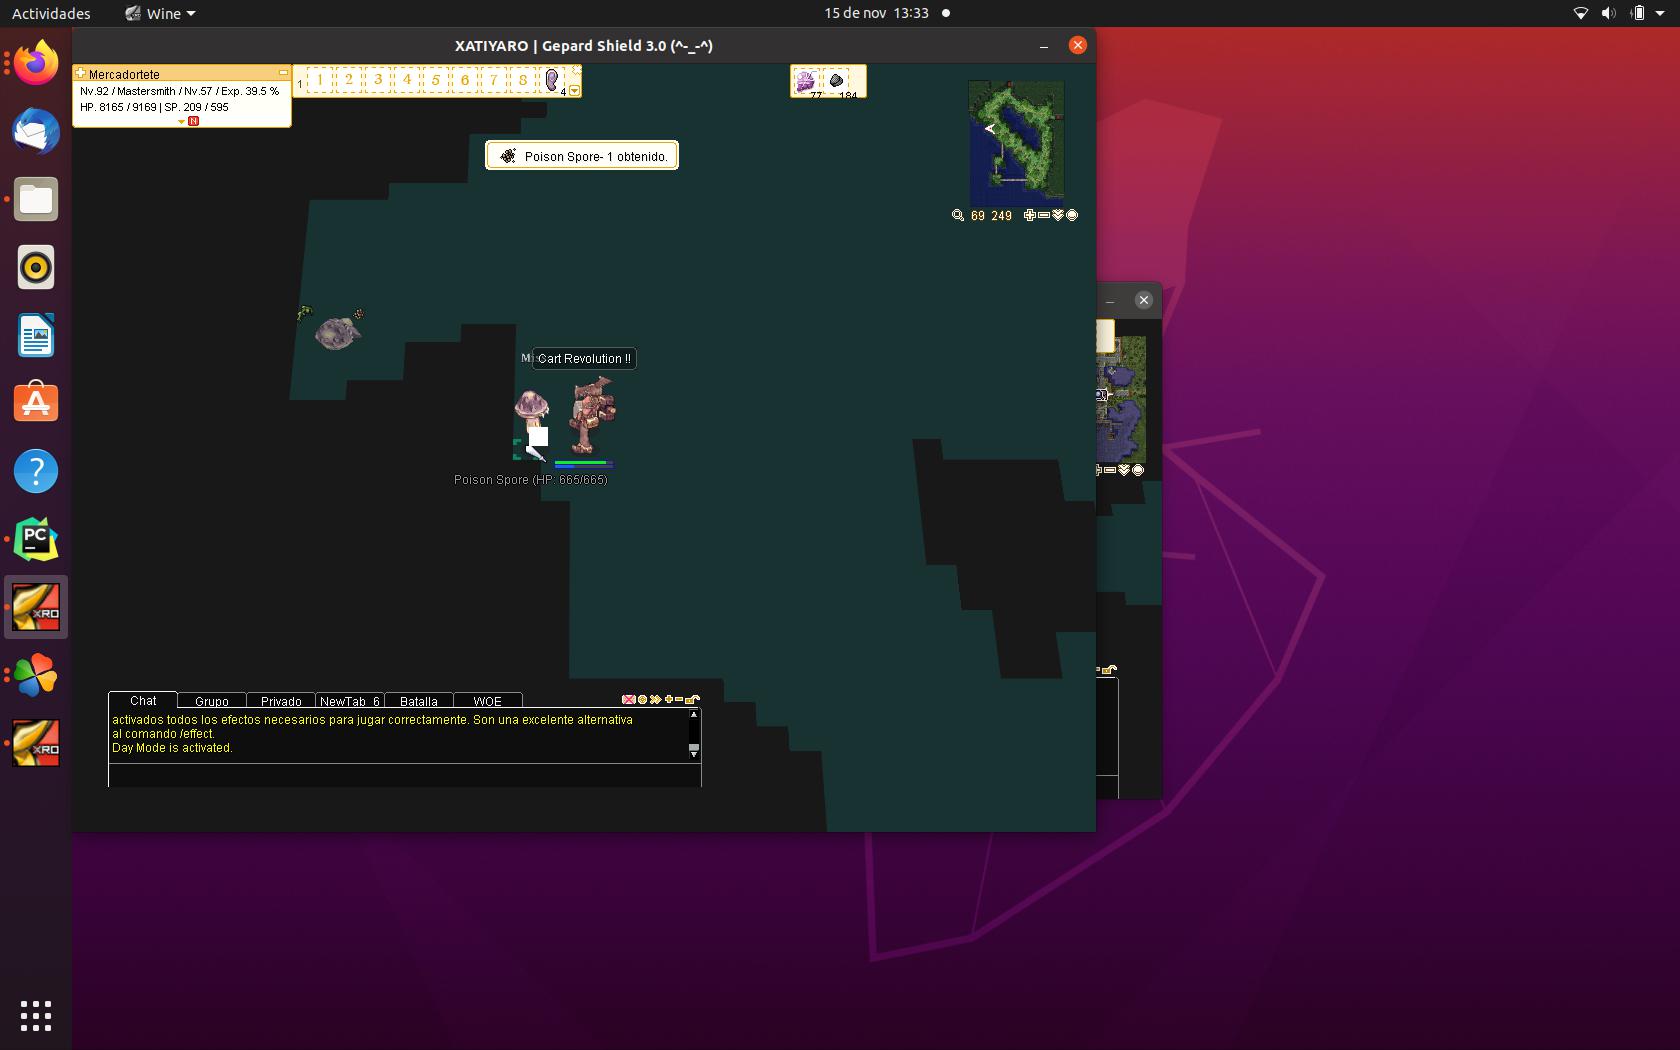 Actividades
Wine
15 de nov 13:33
XATIYARO | Gepard Shield 3.0 (^-_-^)
Mercadortete
Nv.92 / Mastersmith / Nv.57 / Exp. 39.5 %
HP. 8165 / 9169 | SP. 209 / 595
N
1 1 2 3 4 5 6 7 8 4
77 184
Poison Spore- 1 obtenido.
69 249
Cart Revolution !!
Poison Spore (HP: 665/665)
PC
XRO
XRO
Chat Grupo Privado NewTab_6 Batalla WOE
activados todos los efectos necesarios para jugar correctamente. Son una excelente alternativa
al comando /effect.
Day Mode is activated.